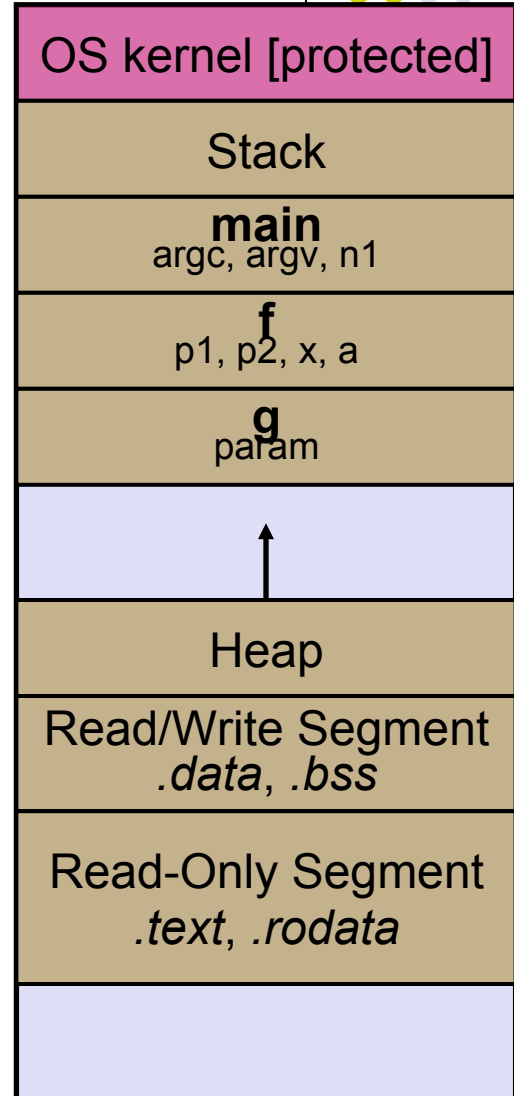 OS kernel [protected]
Stack
main
argc, argv, n1
f
p1, p2, x, a
g
param
Heap
Read/Write Segment
.data, .bss
Read-Only Segment
.text, .rodata